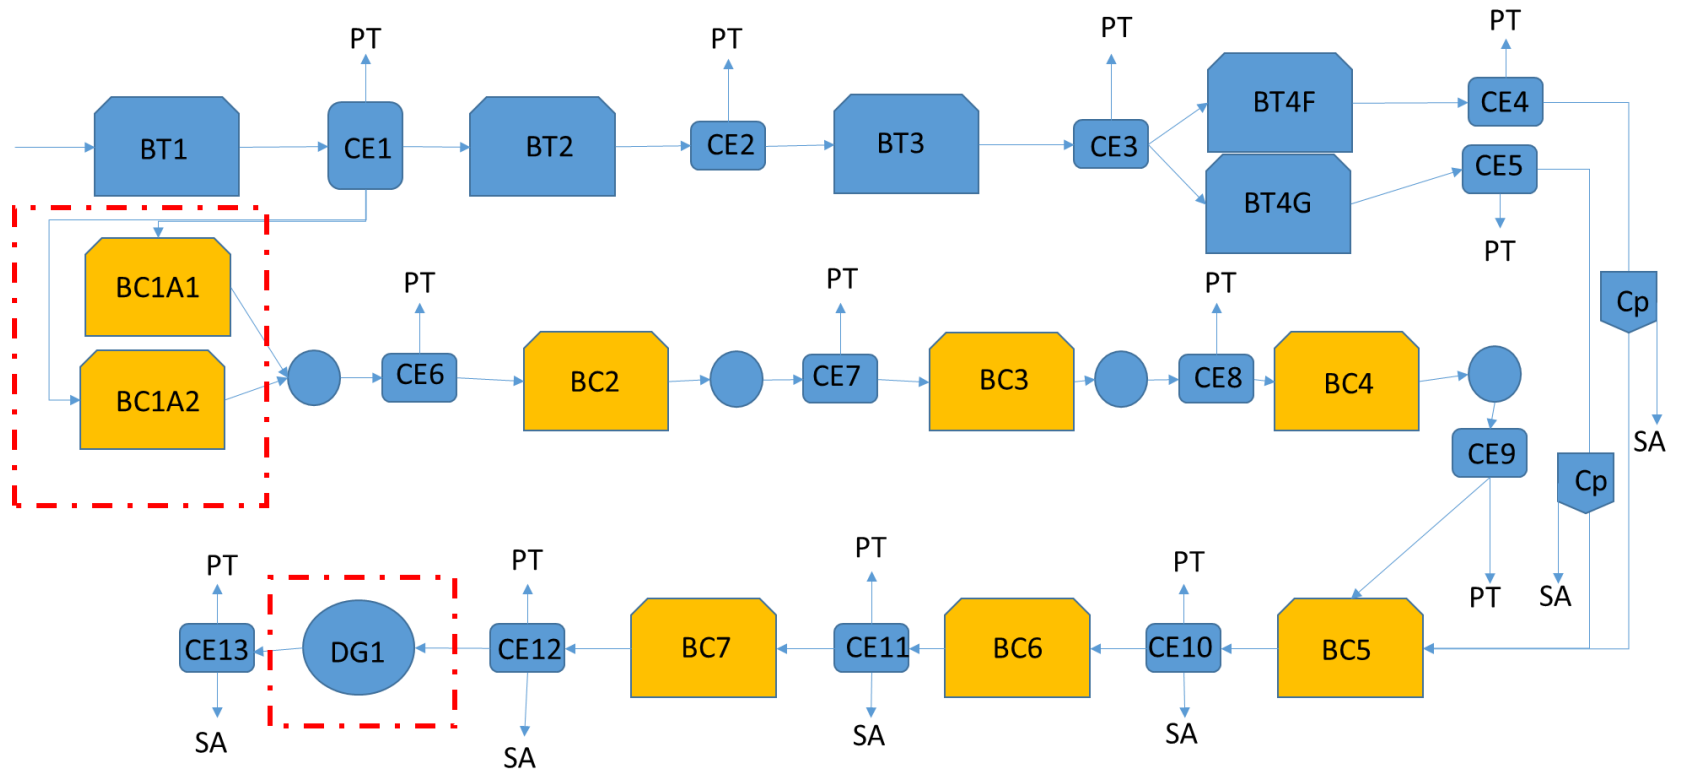 PT
PT
PT
PT
BT1
CE1
BT2
CE2
BT3
CE3
BT4F
CE4
BT4G
CE5
PT
BC1A1
BC1A2
PT
CE6
BC2
PT
CE7
BC3
PT
CE8
BC4
CE9
Cp
SA
Cp
PT
SA
PT
CE13
SA
DG1
PT
CE12
SA
BC7
PT
CE11
SA
BC6
PT
CE10
SA
BC5